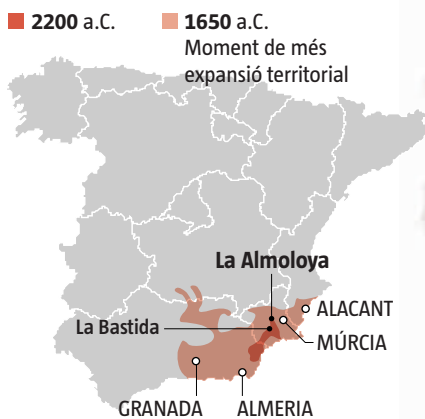 2200 a.C.
1650 a.C.
Moment de més
expansió territorial
La Almoloya
ALACANT
La Bastida
MÚRCIA
GRANADA
ALMERIA